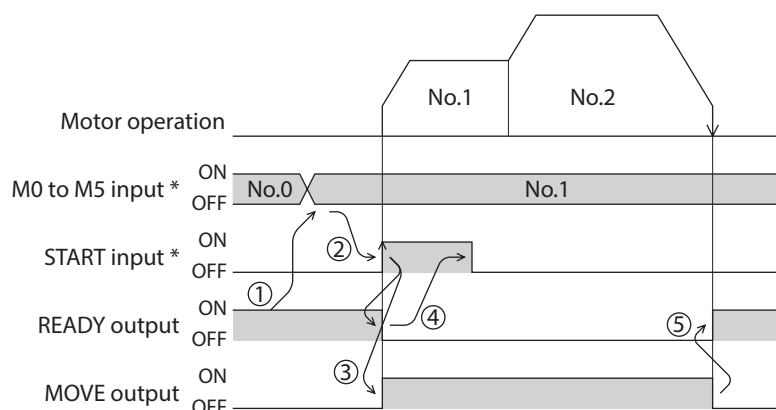 No.1
No.2
Motor operation
M0 to M5 input *
ON
OFF
No.0
No.1
START input *
ON
OFF
①
②
READY output
ON
OFF
③
④
⑤
MOVE output
ON
OFF